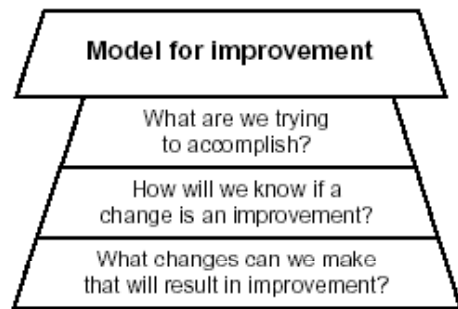 Model for improvement
What are we trying
to accomplish?
How will we know if a
change is an improvement?
What changes can we make
that will result in improvement?